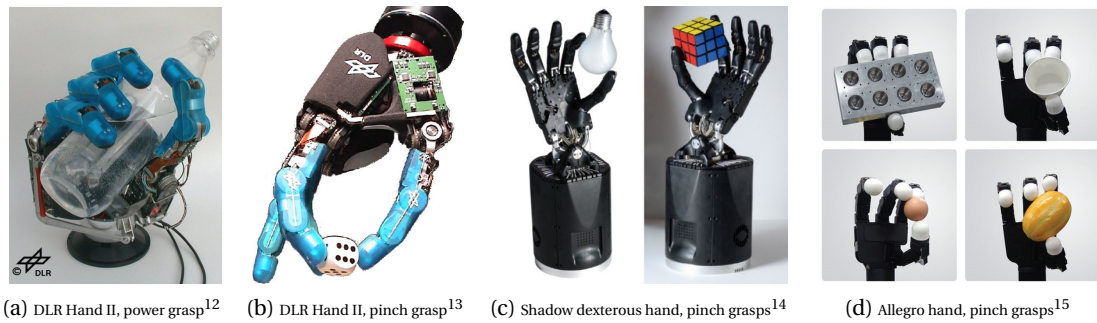 DLR
© DLR
(a) DLR Hand II, power grasp12
(b) DLR Hand II, pinch grasp13
(c) Shadow dexterous hand, pinch grasps14
(d) Allegro hand, pinch grasps15